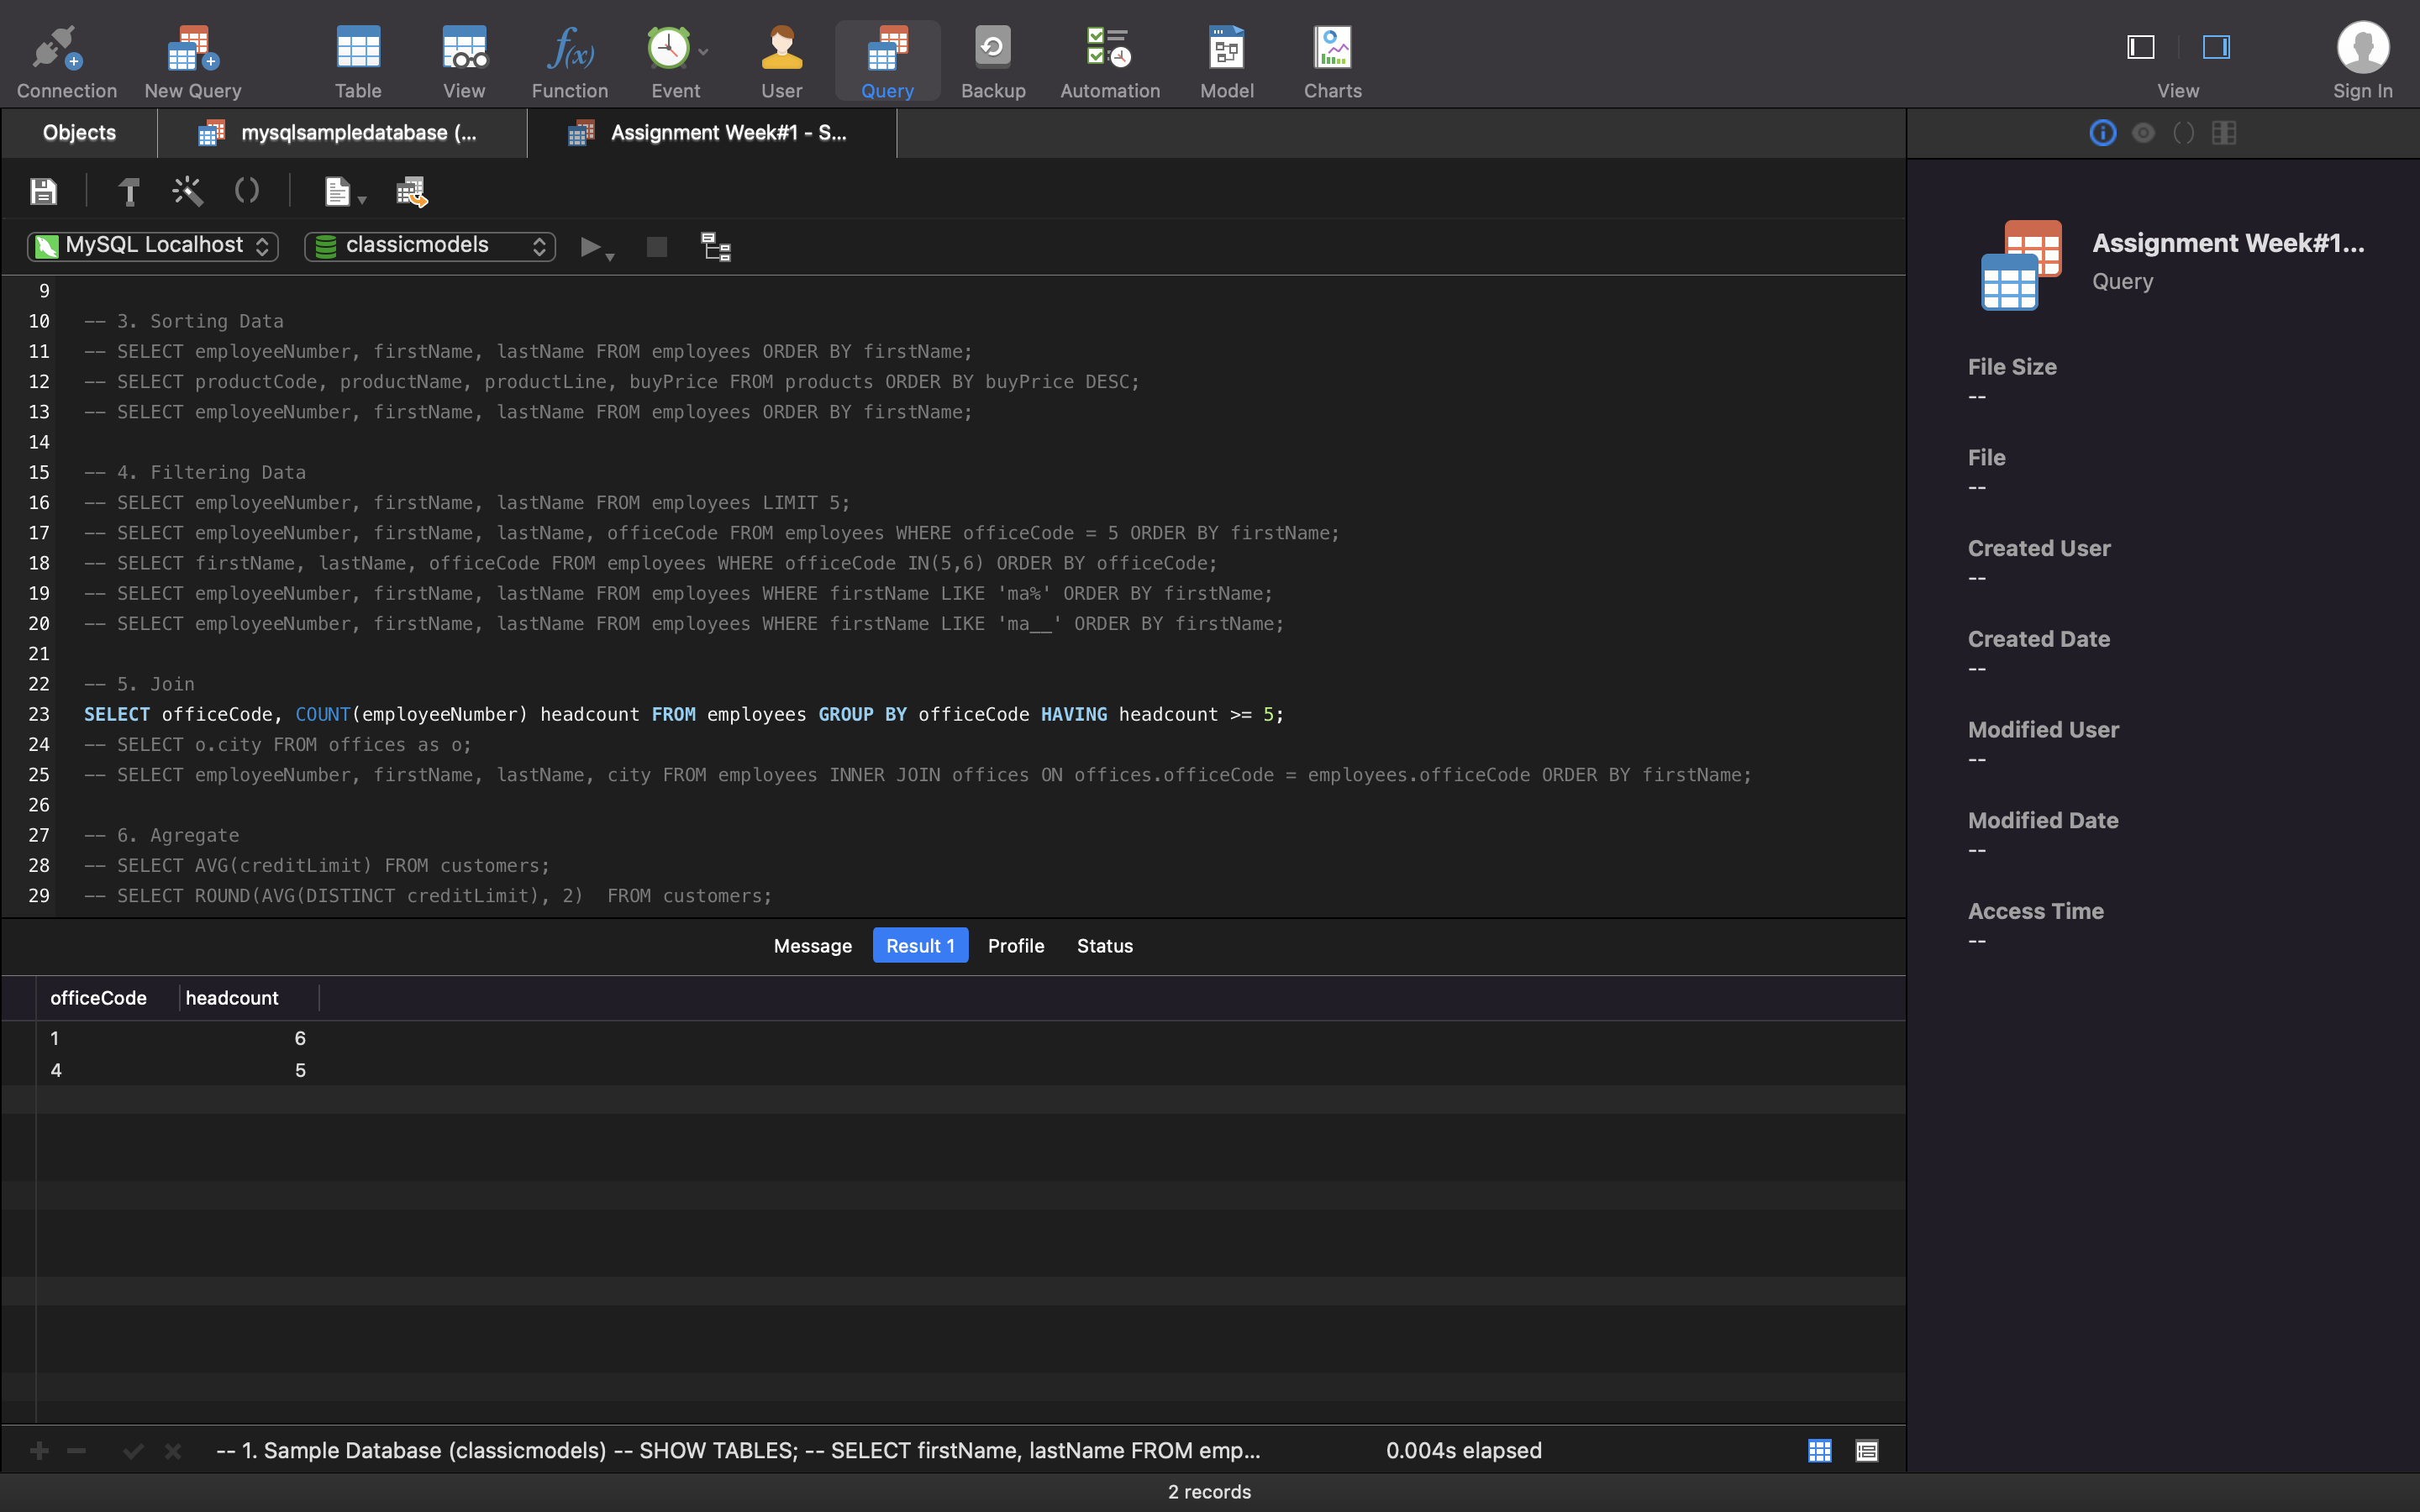 Connection New Query Table View Function Event User Query Backup Automation Model Charts View Sign In
Objects mysqlsampledatabase (... Assignment Week#1 - S...
MySQL Localhost classicmodels
9
10 -- 3. Sorting Data
11 -- SELECT employeeNumber, firstName, lastName FROM employees ORDER BY firstName;
12 -- SELECT productCode, productName, productLine, buyPrice FROM products ORDER BY buyPrice DESC;
13 -- SELECT employeeNumber, firstName, lastName FROM employees ORDER BY firstName;
14
15 -- 4. Filtering Data
16 -- SELECT employeeNumber, firstName, lastName FROM employees LIMIT 5;
17 -- SELECT employeeNumber, firstName, lastName, officeCode FROM employees WHERE officeCode = 5 ORDER BY firstName;
18 -- SELECT firstName, lastName, officeCode FROM employees WHERE officeCode IN(5,6) ORDER BY officeCode;
19 -- SELECT employeeNumber, firstName, lastName FROM employees WHERE firstName LIKE 'ma%' ORDER BY firstName;
20 -- SELECT employeeNumber, firstName, lastName FROM employees WHERE firstName LIKE 'ma__' ORDER BY firstName;
21
22 -- 5. Join
23 SELECT officeCode, COUNT(employeeNumber) headcount FROM employees GROUP BY officeCode HAVING headcount >= 5;
24 -- SELECT o.city FROM offices as o;
25 -- SELECT employeeNumber, firstName, lastName, city FROM employees INNER JOIN offices ON offices.officeCode = employees.officeCode ORDER BY firstName;
26
27 -- 6. Agregate
28 -- SELECT AVG(creditLimit) FROM customers;
29 -- SELECT ROUND(AVG(DISTINCT creditLimit), 2)  FROM customers;
Message Result 1 Profile Status
officeCode headcount
1 6
4 5
-- 1. Sample Database (classicmodels) -- SHOW TABLES; -- SELECT firstName, lastName FROM emp... 0.004s elapsed
2 records
Assignment Week#1...
Query
File Size
--
File
--
Created User
--
Created Date
--
Modified User
--
Modified Date
--
Access Time
--